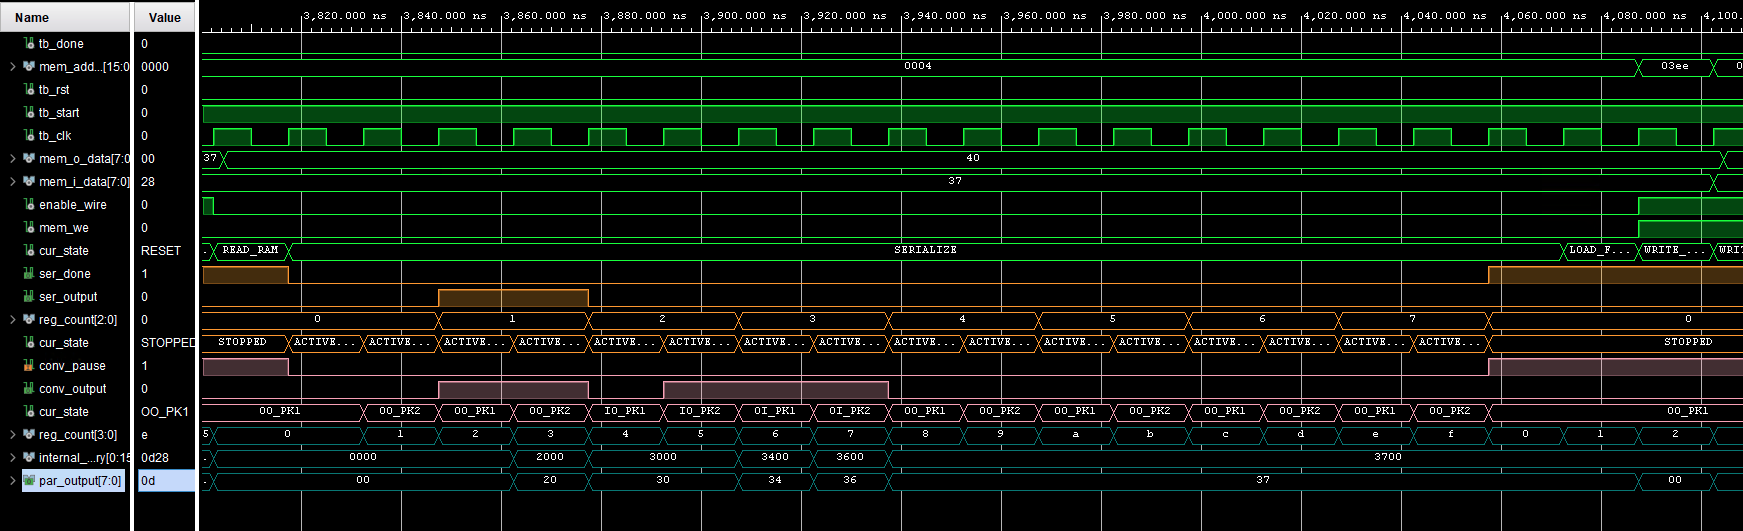 Name Value 3,820.000 ns 3,840.000 ns 3,860.000 ns 3,880.000 ns 3,900.000 ns 3,920.000 ns 3,940.000 ns 3,960.000 ns 3,980.000 ns 4,000.000 ns 4,020.000 ns 4,040.000 ns 4,060.000 ns 4,080.000 ns 4,100.
tb_done 0
mem_add...[15:0 0000 0004 03ee 0
tb_rst 0
tb_start 0
tb_clk 0
mem_o_data[7:0 00 37 40
mem_i_data[7:0] 28 37
enable_wire 0
mem_we 0
cur_state RESET . READ_RAM SERIALIZE LOAD_F... WRITE_... WRIT
ser_done 1
ser_output 0
reg_count[2:0] 0 0 1 2 3 4 5 6 7 0
cur_state STOPPED STOPPED ACTIVE... ACTIVE... ACTIVE... ACTIVE... ACTIVE... ACTIVE... ACTIVE... ACTIVE... ACTIVE... ACTIVE... ACTIVE... ACTIVE... ACTIVE... ACTIVE... ACTIVE... ACTIVE... STOPPED
conv_pause 1
conv_output 0
cur_state OO_PK1 OO_PK1 OO_PK2 OO_PK1 OO_PK2 IO_PK1 IO_PK2 OI_PK1 OI_PK2 OO_PK1 OO_PK2 OO_PK1 OO_PK2 OO_PK1 OO_PK2 OO_PK1 OO_PK2 OO_PK1
reg_count[3:0] e 5 0 1 2 3 4 5 6 7 8 9 a b c d e f 0 1 2
internal_...ry[0:15 0d28 . 0000 2000 3000 3400 3600 3700
par_output[7:0] 0d . 00 20 30 34 36 37 00